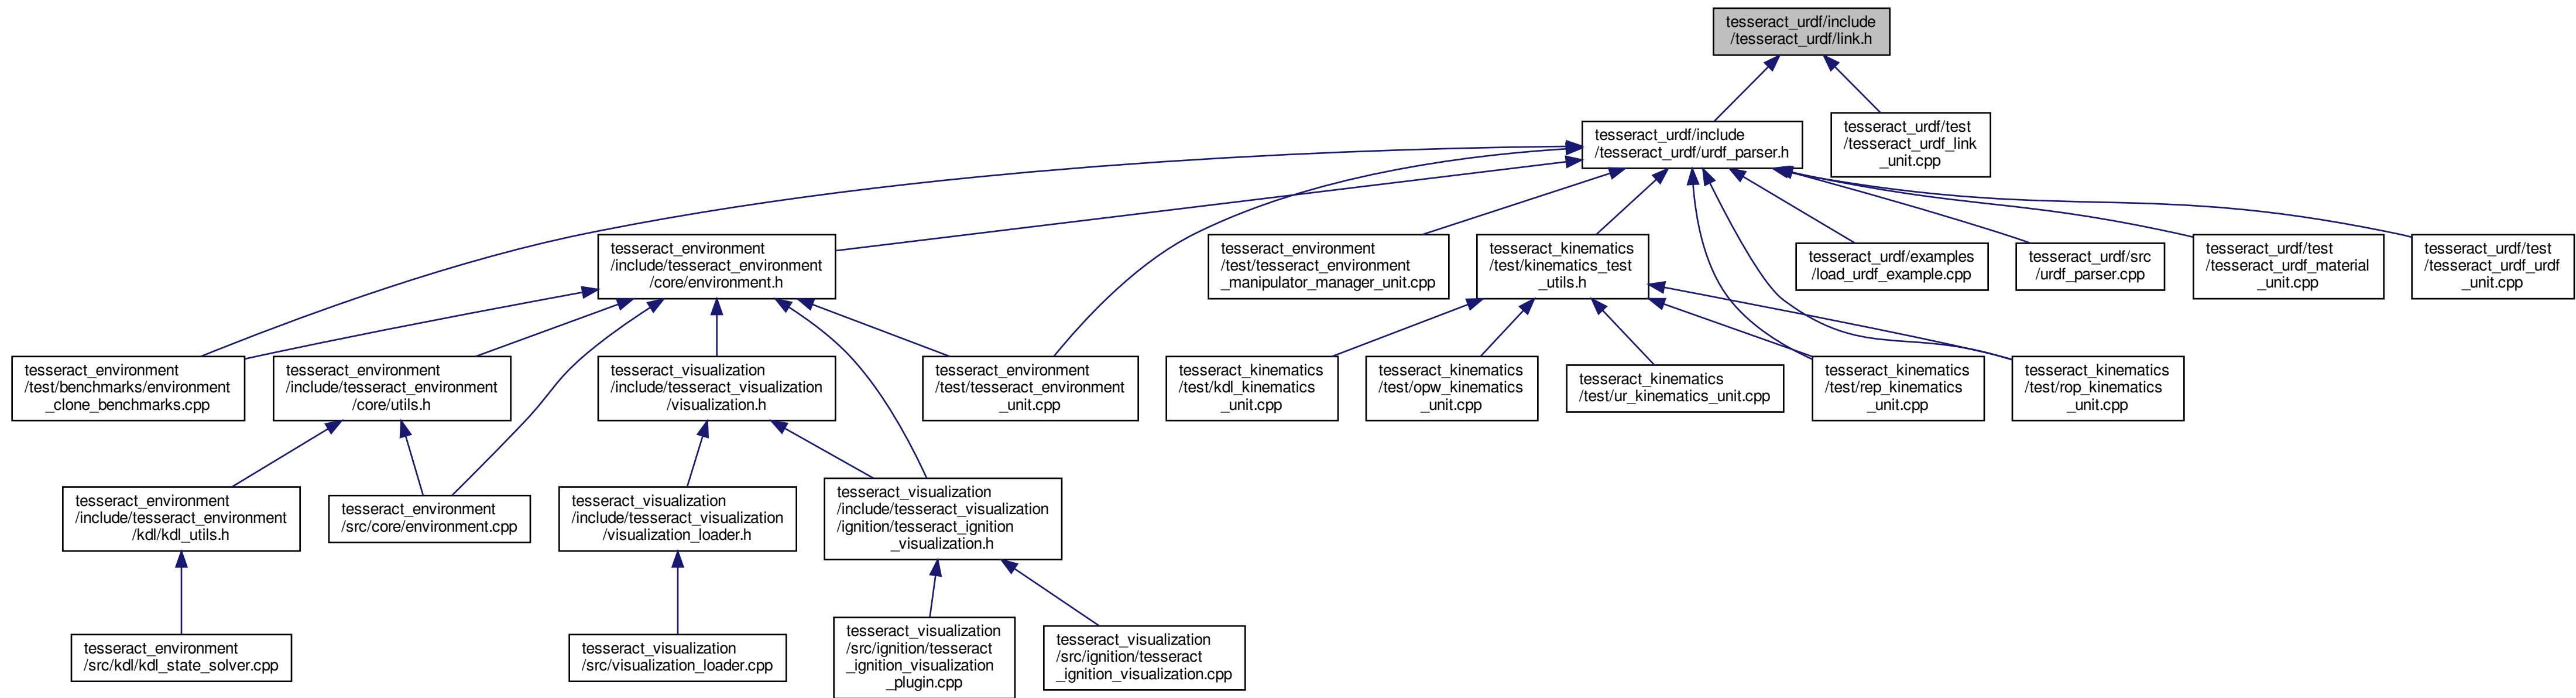 tesseract_urdf/include
/tesseract_urdf/link.h
tesseract_urdf/include
/tesseract_urdf/urdf_parser.h
tesseract_urdf/test
/tesseract_urdf_link
_unit.cpp
tesseract_environment
/include/tesseract_environment
/core/environment.h
tesseract_environment
/test/tesseract_environment
_manipulator_manager_unit.cpp
tesseract_kinematics
/test/kinematics_test
_utils.h
tesseract_urdf/examples
/load_urdf_example.cpp
tesseract_urdf/src
/urdf_parser.cpp
tesseract_urdf/test
/tesseract_urdf_material
_unit.cpp
tesseract_urdf/test
/tesseract_urdf_urdf
_unit.cpp
tesseract_environment
/test/benchmarks/environment
_clone_benchmarks.cpp
tesseract_environment
/include/tesseract_environment
/core/utils.h
tesseract_visualization
/include/tesseract_visualization
/visualization.h
tesseract_environment
/test/tesseract_environment
_unit.cpp
tesseract_kinematics
/test/kdl_kinematics
_unit.cpp
tesseract_kinematics
/test/opw_kinematics
_unit.cpp
tesseract_kinematics
/test/ur_kinematics_unit.cpp
tesseract_kinematics
/test/rep_kinematics
_unit.cpp
tesseract_kinematics
/test/rop_kinematics
_unit.cpp
tesseract_environment
/include/tesseract_environment
/kdl/kdl_utils.h
tesseract_environment
/src/core/environment.cpp
tesseract_visualization
/include/tesseract_visualization
/visualization_loader.h
tesseract_visualization
/include/tesseract_visualization
/ignition/tesseract_ignition
_visualization.h
tesseract_environment
/src/kdl/kdl_state_solver.cpp
tesseract_visualization
/src/visualization_loader.cpp
tesseract_visualization
/src/ignition/tesseract
_ignition_visualization
_plugin.cpp
tesseract_visualization
/src/ignition/tesseract
_ignition_visualization.cpp